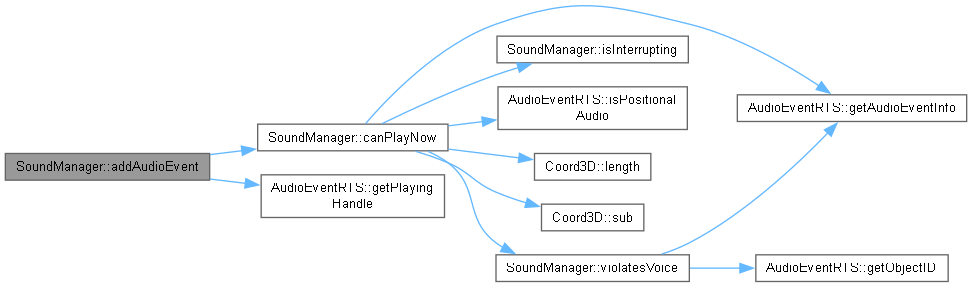 SoundManager::addAudioEvent
SoundManager::canPlayNow
AudioEventRTS::getPlaying
Handle
SoundManager::isInterrupting
AudioEventRTS::isPositional
Audio
Coord3D::length
Coord3D::sub
SoundManager::violatesVoice
AudioEventRTS::getAudioEventInfo
AudioEventRTS::getObjectID